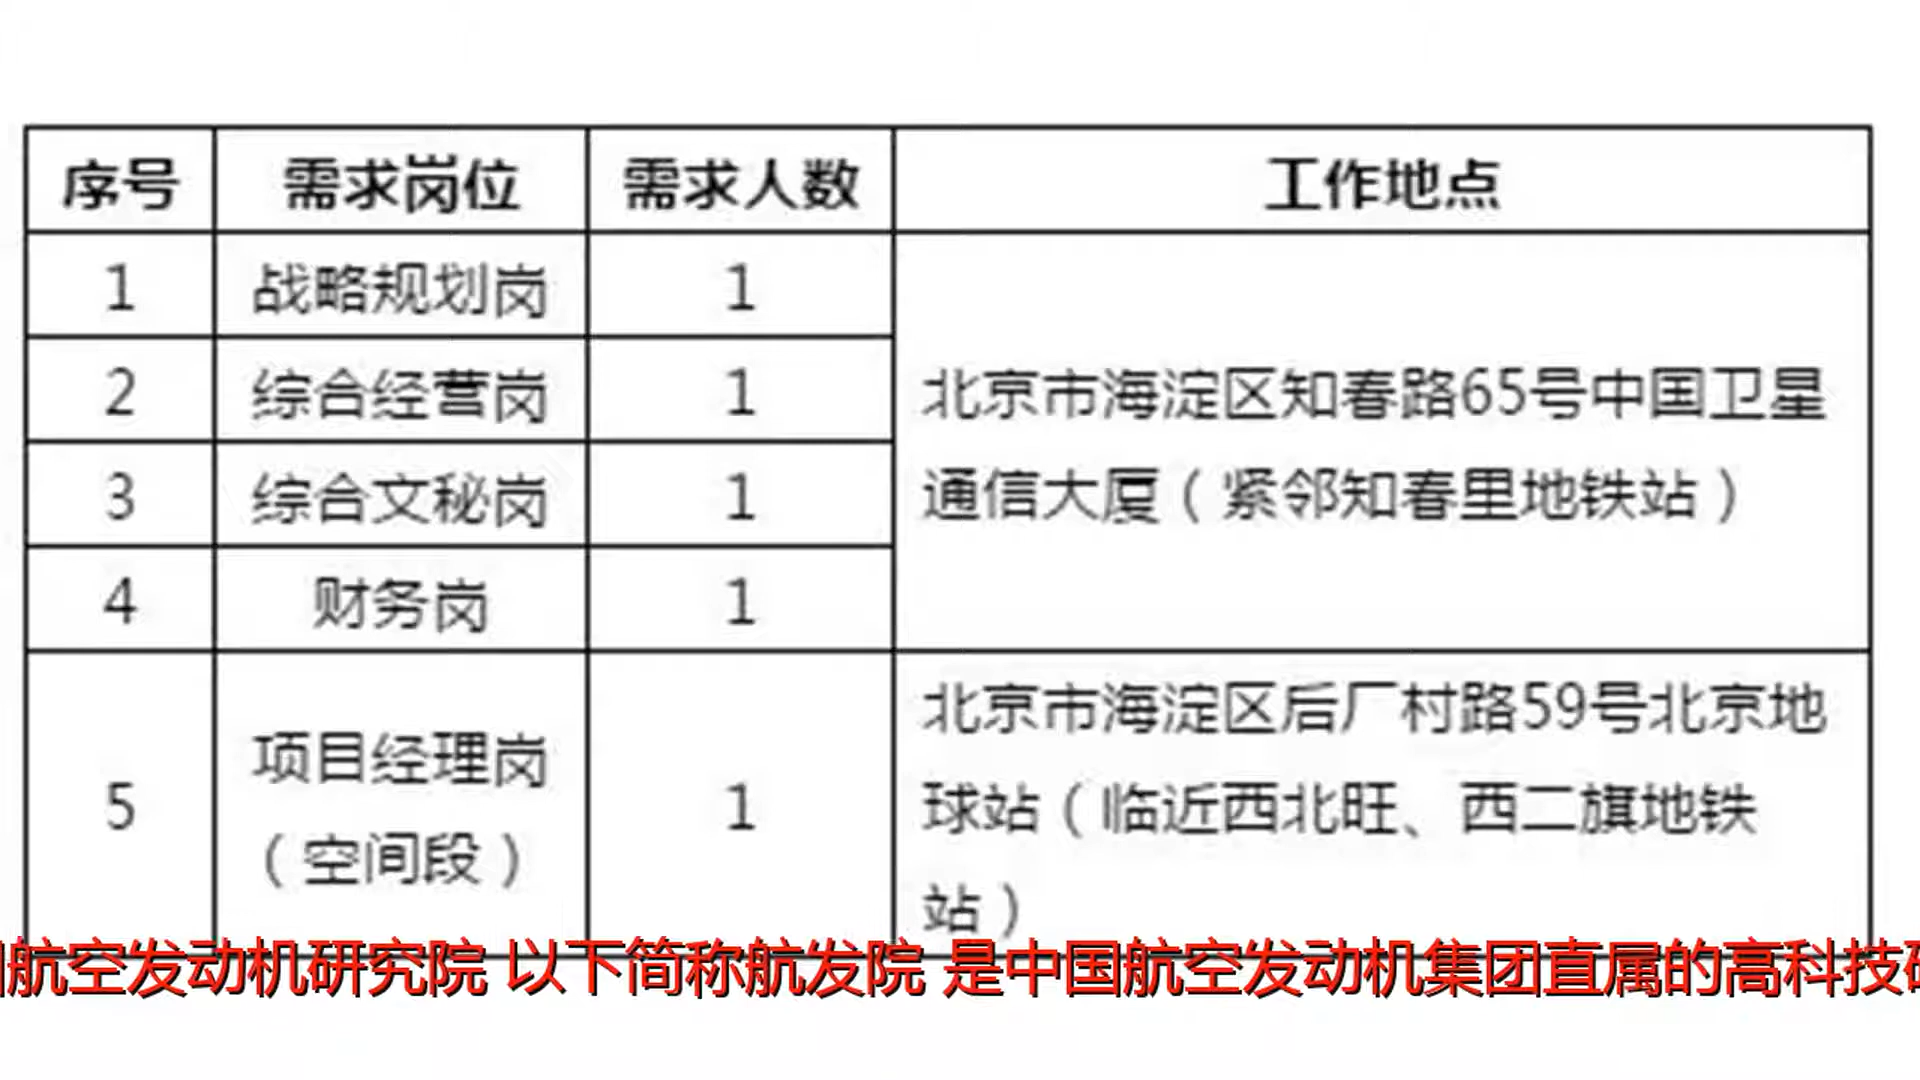 序号 需求岗位 需求人数 工作地点
1 战略规划岗 1
2 综合经营岗 1
3 综合文秘岗 1
4 财务岗 1
北京市海淀区知春路65号中国卫星
通信大厦（紧邻知春里地铁站）
5 项目经理岗
（空间段） 1
北京市海淀区后厂村路59号北京地
球站（临近西北旺、西二旗地铁
站）
航空发动机研究院 以下简称航发院 是中国航空发动机集团直属的高科技